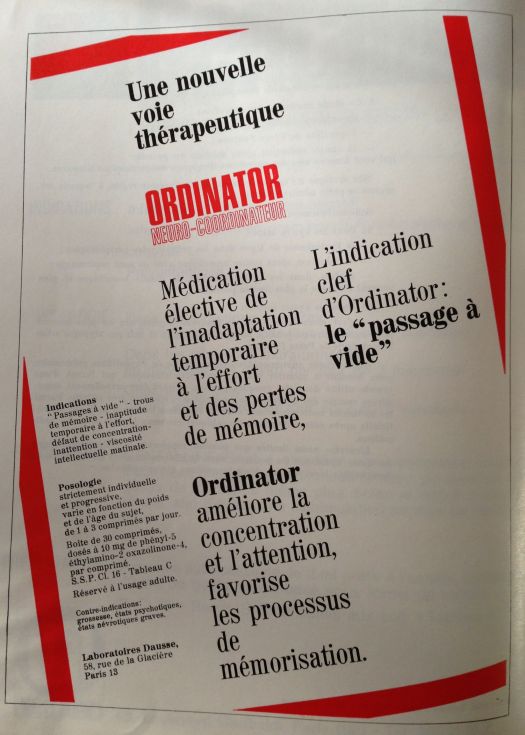 Une nouvelle
voie
thérapeutique
ORDINATOR
NEURO-COORDINATEUR
Médication
élective de
l'inadaptation
temporaire
à l'effort
et des pertes
de mémoire,
L'indication
clef
d'Ordinator:
le "passage à
vide"
Ordinator
améliore la
concentration
et l'attention,
favorise
les processus
de
mémorisation.
Indications
"Passages à vide" - trous
de mémoire - inaptitude
temporaire à l'effort,
défaut de concentration-
inattention - viscosité
intellectuelle matinale.
Posologie
strictement individuelle
et progressive,
varie en fonction du poids
et de l'âge du sujet,
de 1 à 3 comprimés par jour.
Boite de 30 comprimés,
dosés à 10 mg de phényl-5
éthylamino-2 oxazolinone-4,
par comprimé.
S.S.P. Cl. 16 - Tableau C
Réservé à l'usage adulte.
Contre-indications:
grossesse, états psychotiques,
états névrotiques graves.
Laboratoires Dausse,
58, rue de la Glacière
Paris 13